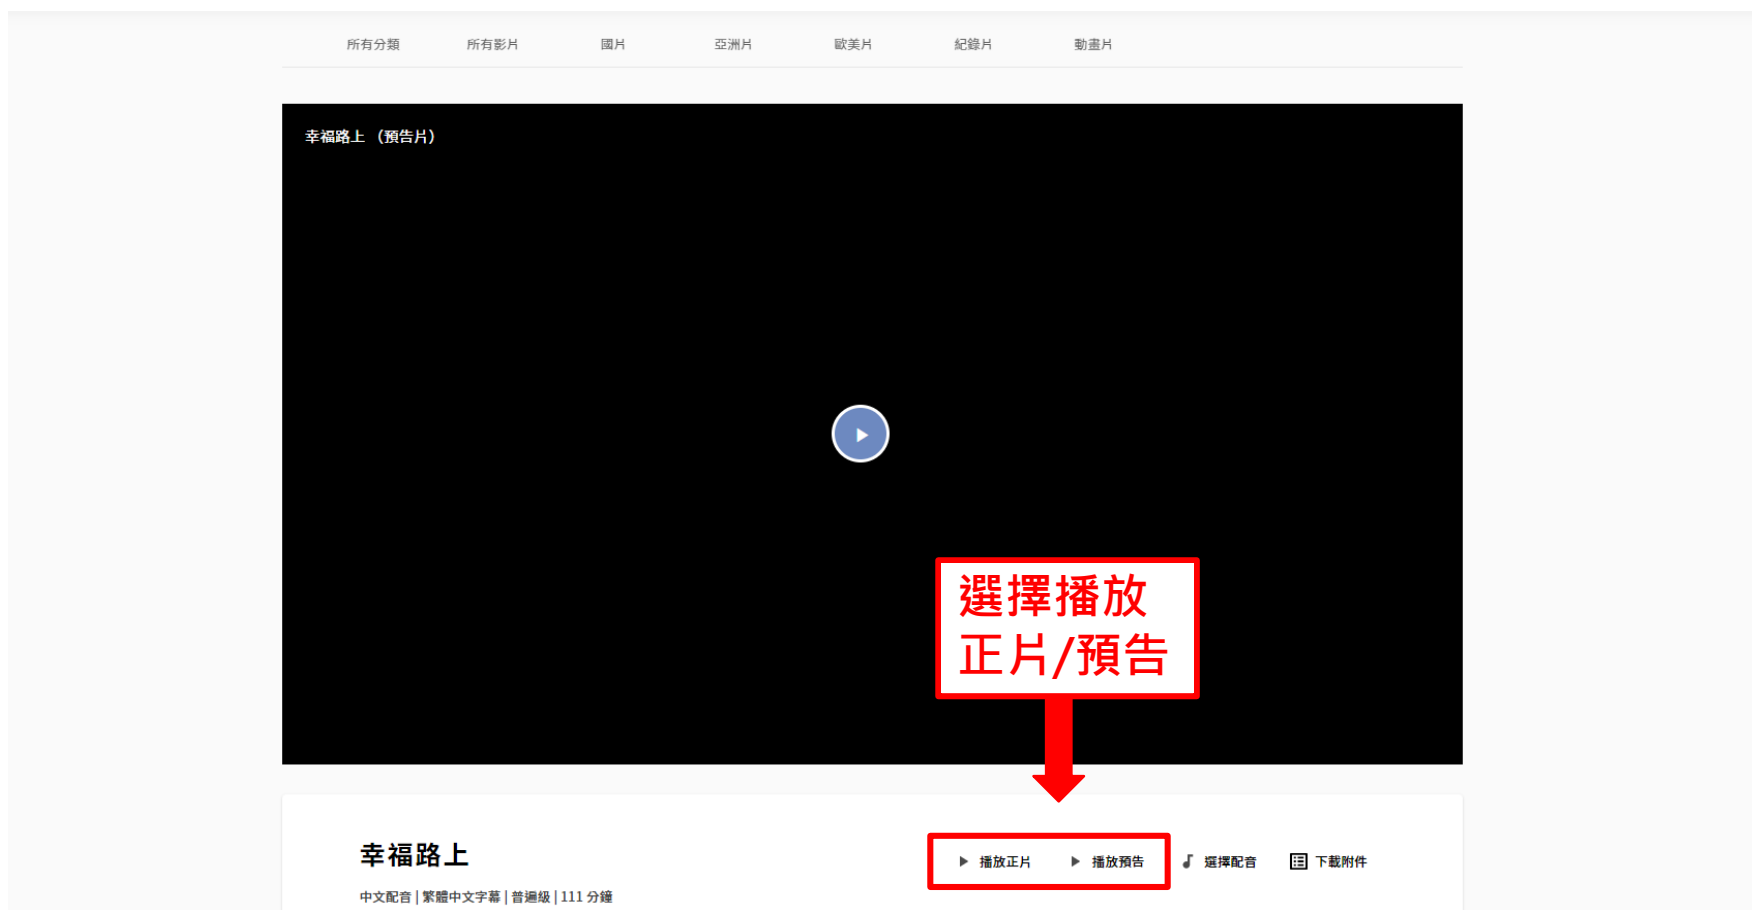 所有分類 所有影片 國片 亞洲片 歐美片 紀錄片 動畫片
幸福路上 （預告片）
選擇播放
正片/預告
幸福路上
播放正片 播放預告 選擇配音 下載附件
中文配音 | 繁體中文字幕 | 普遍級 | 111 分鐘